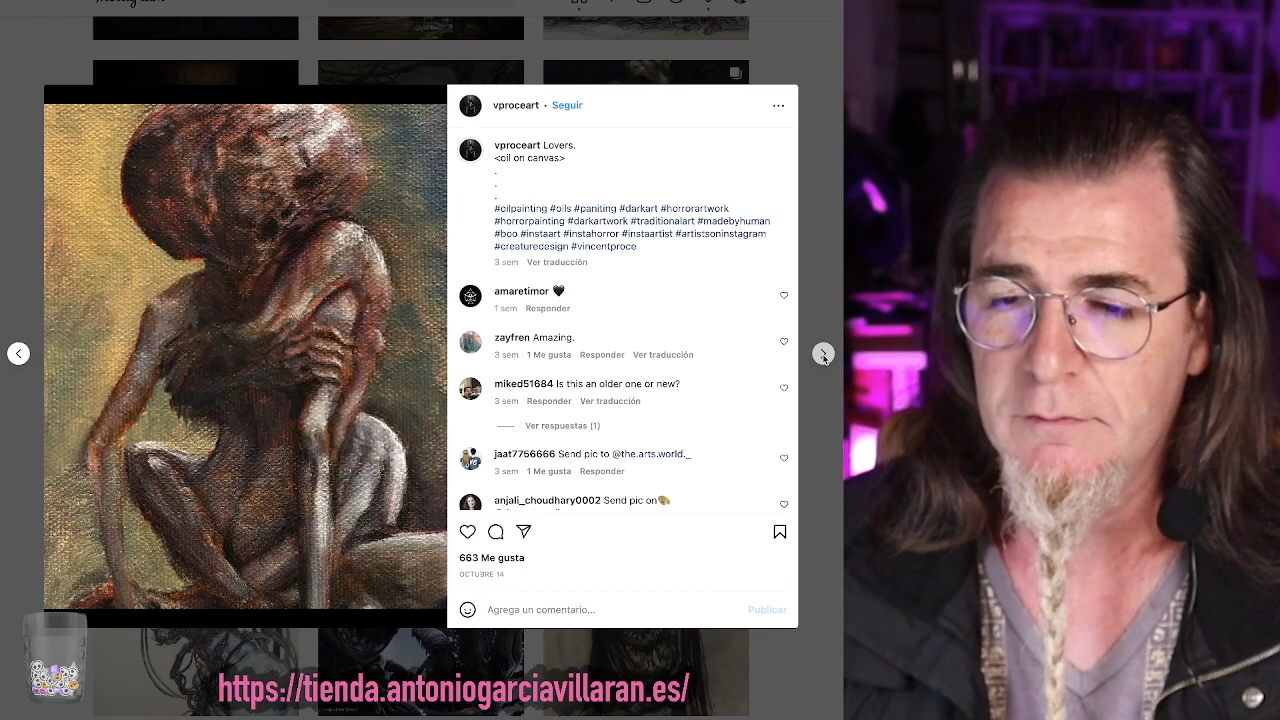 vproceart • Seguir
vproceart Lovers.
<oil on canvas>
.
.
.
#oilpainting #oils #paniting #darkart #horrorartwork
#horrorpainting #darkartwork #traditionalart #madebyhuman
#boo #instaart #instahorror #instaartist #artistsoninstagram
#creaturedesign #vincentproce
3 sem Ver traducción
amaretimor 🖤
1 sem Responder
zayfren Amazing.
3 sem 1 Me gusta Responder Ver traducción
miked51684 Is this an older one or new?
3 sem Responder Ver traducción
Ver respuestas (1)
jaat7756666 Send pic to @the.arts.world._
3 sem 1 Me gusta Responder
anjali_choudhary0002 Send pic on🎨
663 Me gusta
OCTUBRE 14
Agrega un comentario...
Publicar
https://tienda.antoniogarciavillaran.es/